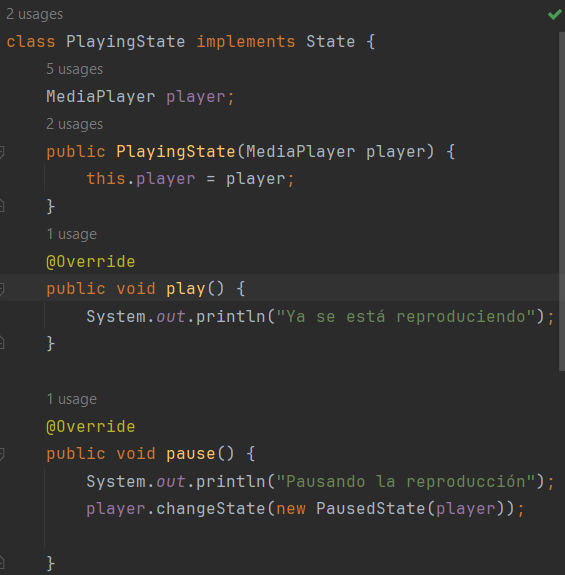 2 usages
class PlayingState implements State {
5 usages
MediaPlayer player;
2 usages
public PlayingState(MediaPlayer player) {
this.player = player;
}
1 usage
@Override
public void play() {
System.out.println("Ya se está reproduciendo");
}
1 usage
@Override
public void pause() {
System.out.println("Pausando la reproducción");
player.changeState(new PausedState(player));
}